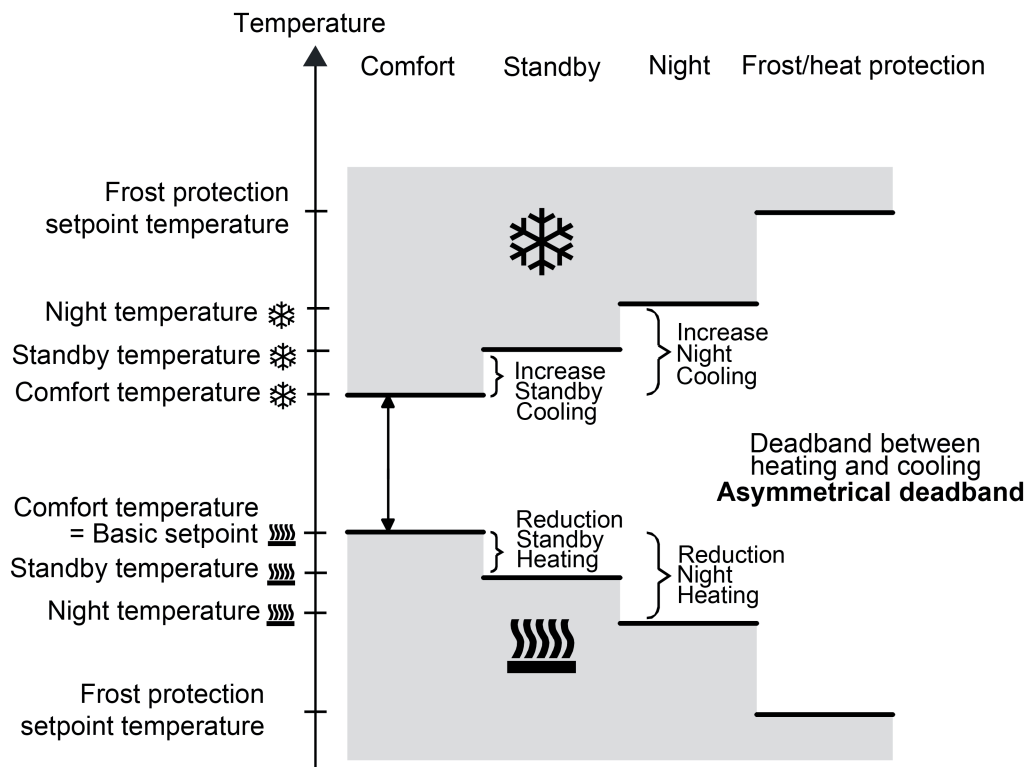 Temperature
Comfort
Standby
Night
Frost/heat protection
Frost protection
setpoint temperature
Night temperature
Standby temperature
Comfort temperature
Increase
Standby
Cooling
Increase
Night
Cooling
Deadband between
heating and cooling
Asymmetrical deadband
Comfort temperature
= Basic setpoint
Standby temperature
Night temperature
Reduction
Standby
Heating
Reduction
Night
Heating
Frost protection
setpoint temperature